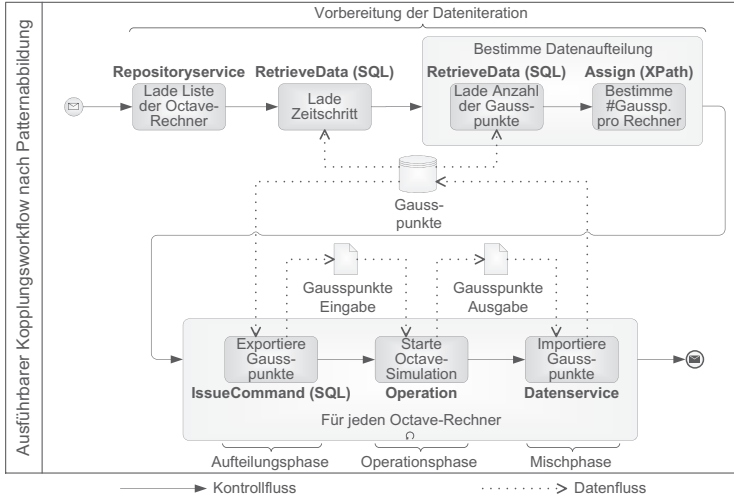 Ausführbarer Kopplungsworkflow nach Patternabbildung
Vorbereitung der Dateniteration
Bestimme Datenaufteilung
Repositoryservice
RetrieveData (SQL)
RetrieveData (SQL)
Assign (XPath)
Lade Liste
der Octave-
Rechner
Lade
Zeitschritt
Lade Anzahl
der Gauss-
punkte
Bestimme
#Gaussp.
pro Rechner
Gauss-
punkte
Gausspunkte
Eingabe
Gausspunkte
Ausgabe
Exportiere
Gauss-
punkte
Starte
Octave-
Simulation
Importiere
Gauss-
punkte
IssueCommand (SQL)
Operation
Datenservice
Für jeden Octave-Rechner
Aufteilungsphase
Operationsphase
Mischphase
Kontrollfluss
Datenfluss